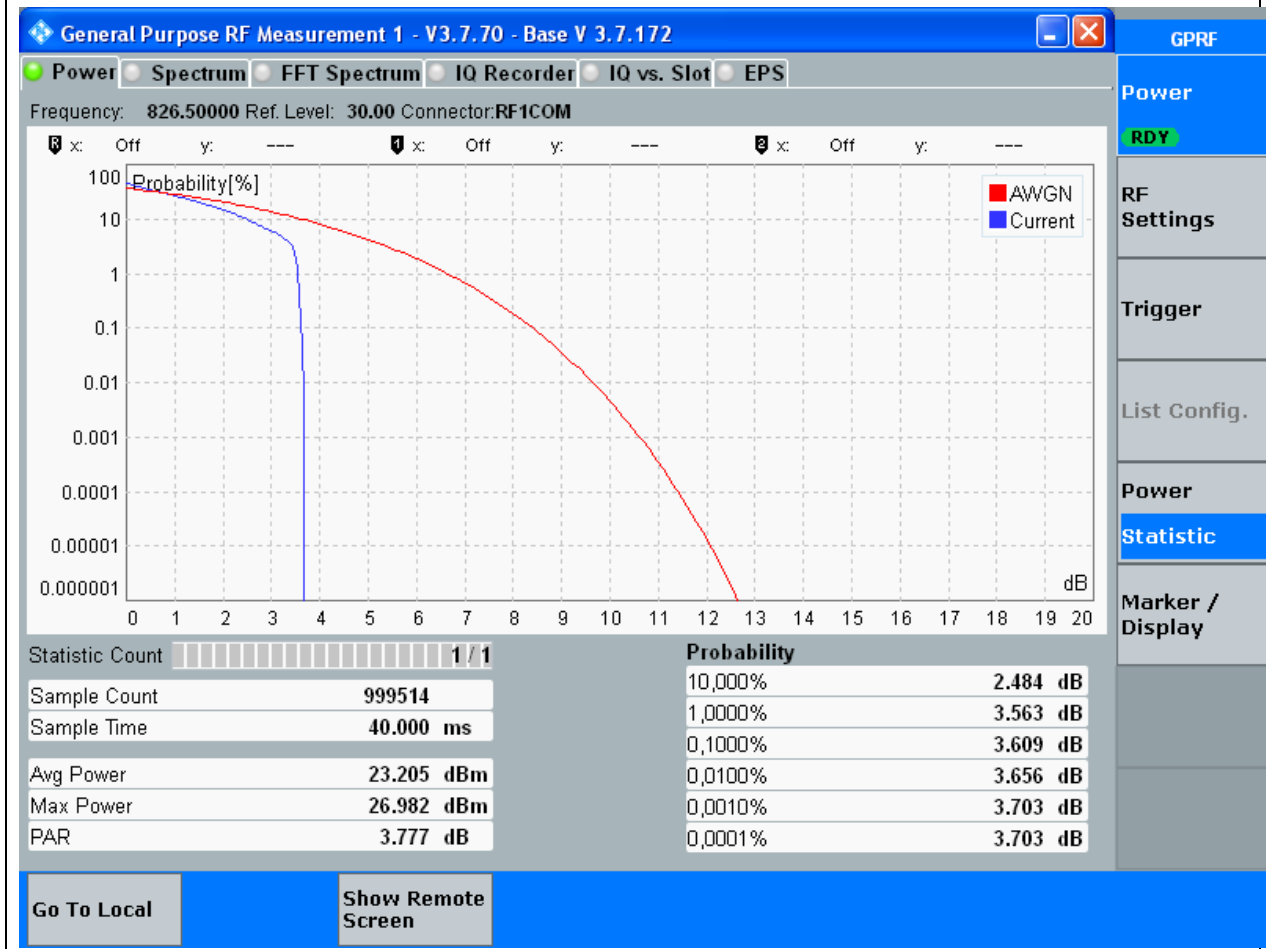 General Purpose RF Measurement 1 - V3.7.70 - Base V 3.7.172
GPRF
Power Spectrum FFT Spectrum IQ Recorder IQ vs. Slot EPS
Frequency: 826.50000 Ref. Level: 30.00 Connector:RF1COM
R x: Off y: --- 1 x: Off y: --- 2 x: Off y: ---
Probability[%]
AWGN
Current
100
10
1
0.1
0.01
0.001
0.0001
0.00001
0.000001
dB
0 1 2 3 4 5 6 7 8 9 10 11 12 13 14 15 16 17 18 19 20
Statistic Count 1 / 1
Sample Count 999514
Sample Time 40.000 ms
Avg Power 23.205 dBm
Max Power 26.982 dBm
PAR 3.777 dB
Probability
10,000% 2.484 dB
1,0000% 3.563 dB
0,1000% 3.609 dB
0,0100% 3.656 dB
0,0010% 3.703 dB
0,0001% 3.703 dB
Power
RDY
RF
Settings
Trigger
List Config.
Power
Statistic
Marker /
Display
Go To Local
Show Remote
Screen